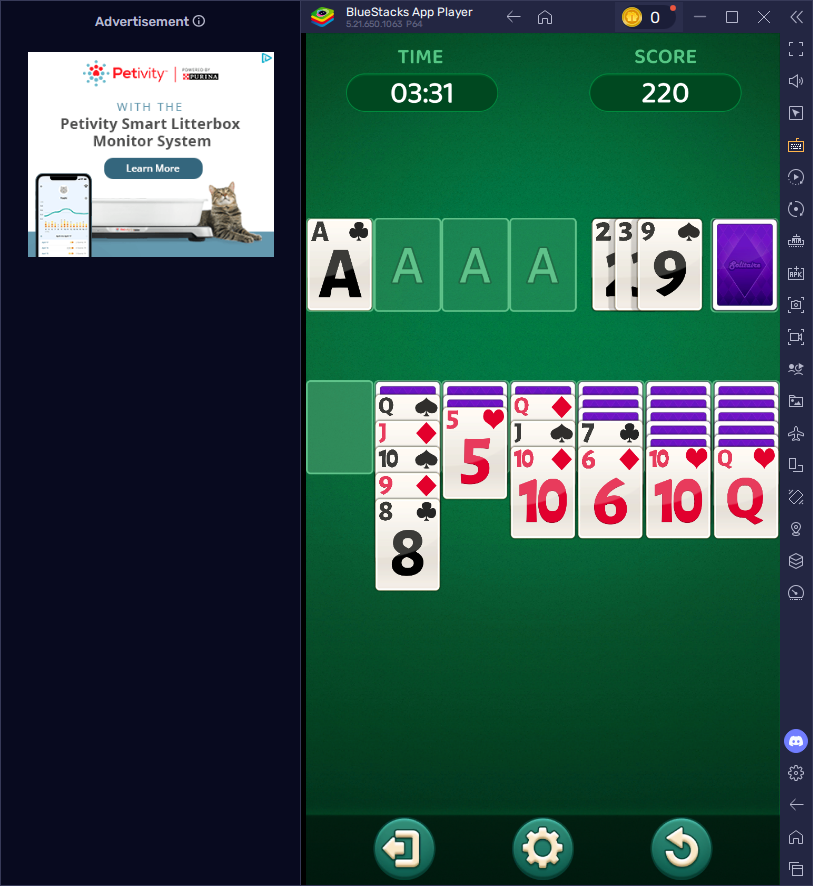 Advertisement
Petivity
POWERED BY
PURINA
WITH THE
Petivity Smart Litterbox
Monitor System
Learn More
BlueStacks App Player
5.21.650.1063 P64
0
TIME
SCORE
03:31
220
A
A
A
A
A
2
3
9
9
Solitaire
Q
J
10
9
8
8
5
5
Q
J
10
10
7
6
6
10
10
Q
Q